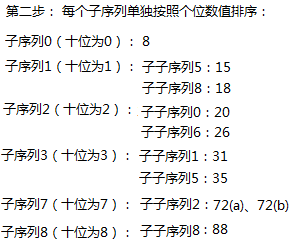 第二步： 每个子序列单独按照个位数值排序：
子序列0（十位为0）： 8
子序列1（十位为1）： 子子序列5：15
子子序列8：18
子序列2（十位为2）： 子子序列0：20
子子序列6：26
子序列3（十位为3）： 子子序列1：31
子子序列5：35
子序列7（十位为7）： 子子序列2：72(a)、72(b)
子序列8（十位为8）： 子子序列8：88